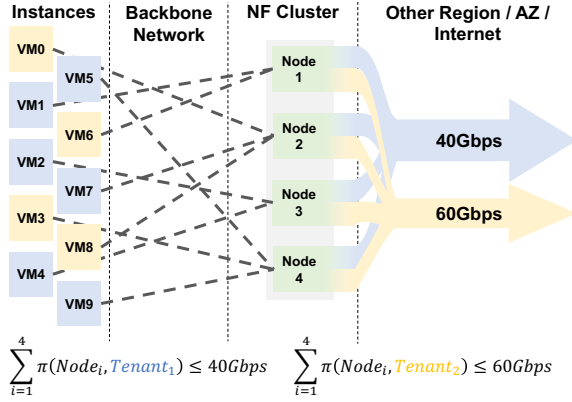 Instances
Backbone
Network
NF Cluster
Other Region / AZ /
Internet
VM0
VM5
VM1
VM6
VM2
VM7
VM3
VM8
VM4
VM9
Node
1
Node
2
Node
3
Node
4
40Gbps
60Gbps
∑_{i=1}^{4} π(Node_i, Tenant_1) ≤ 40Gbps
∑_{i=1}^{4} π(Node_i, Tenant_2) ≤ 60Gbps